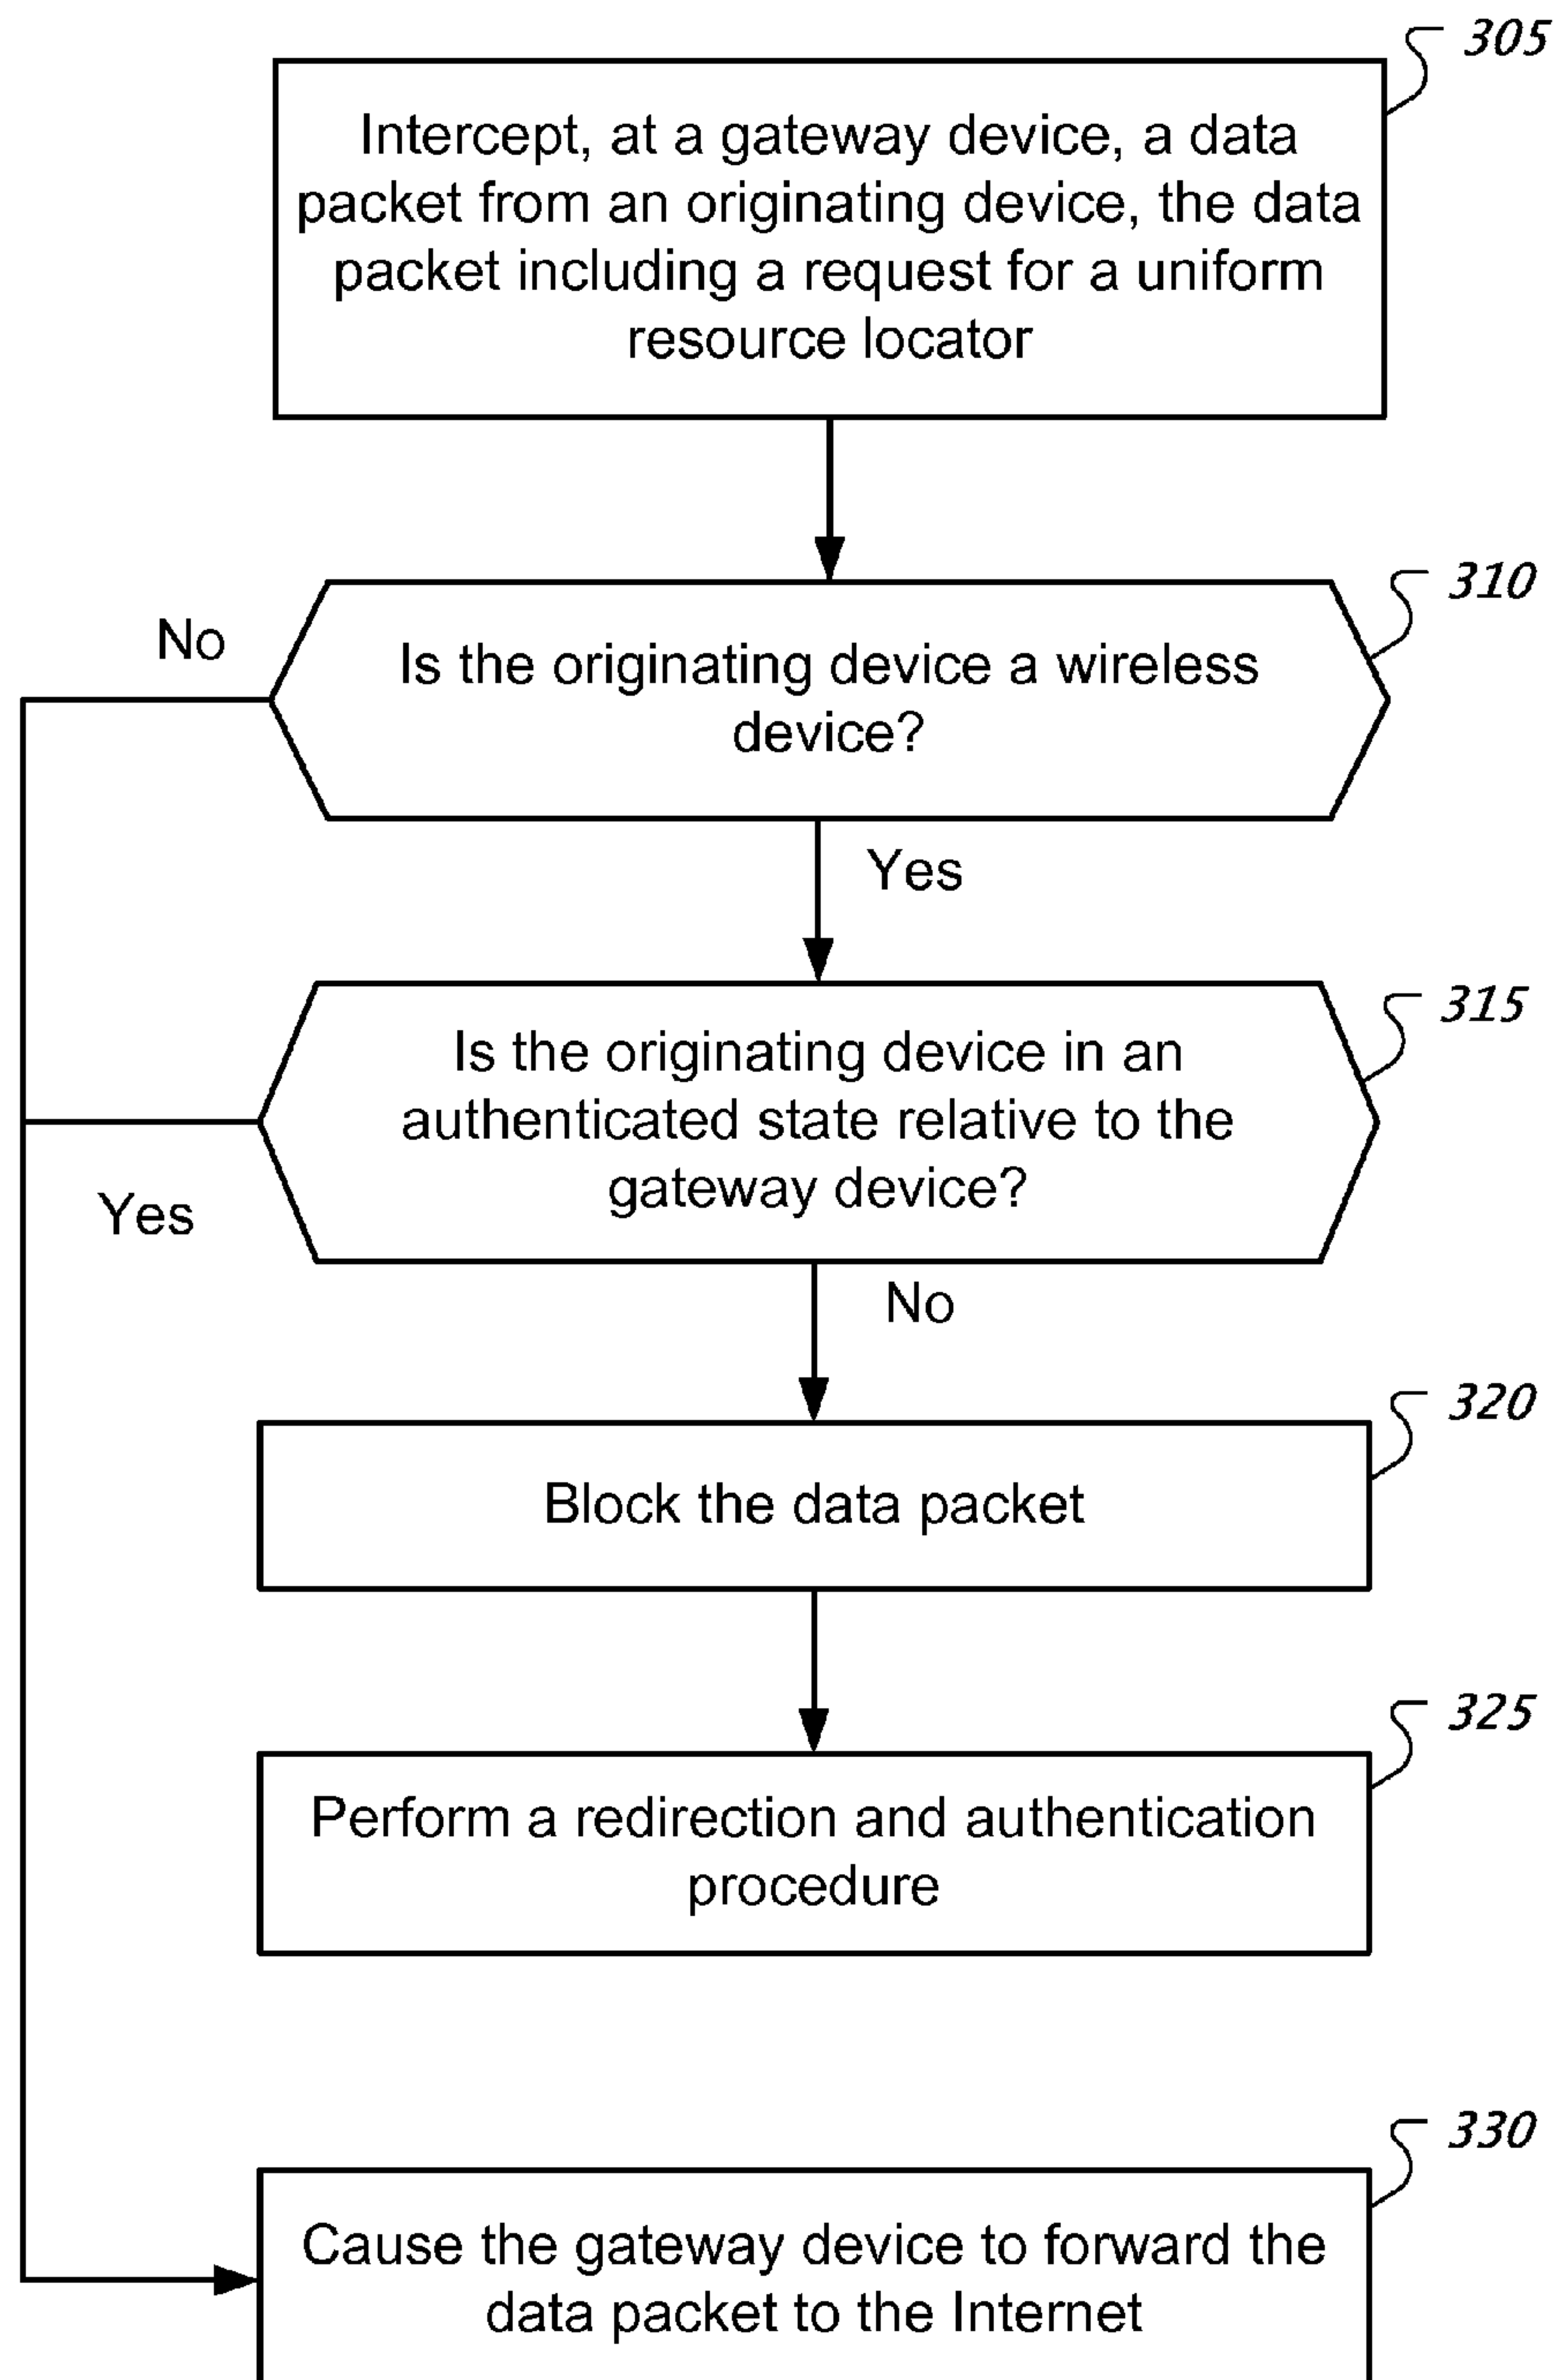 305
Intercept, at a gateway device, a data
packet from an originating device, the data
packet including a request for a uniform
resource locator
310
No
Is the originating device a wireless
device?
Yes
315
Is the originating device in an
authenticated state relative to the
gateway device?
Yes
No
320
Block the data packet
325
Perform a redirection and authentication
procedure
330
Cause the gateway device to forward the
data packet to the Internet